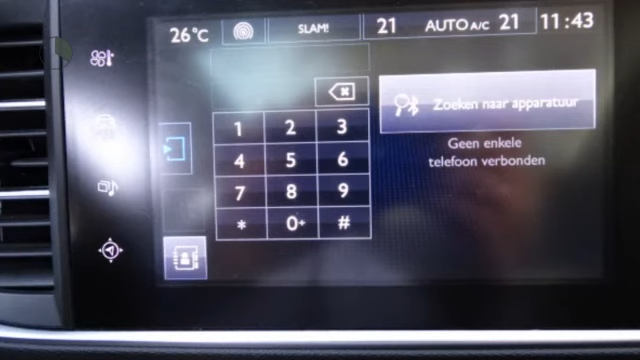 26°C SLAM! 21 AUTO A/C 21 11:43
Zoeken naar apparatuur
1 2 3
Geen enkele
4 5 6
telefoon verbonden
7 8 9
* 0+ #